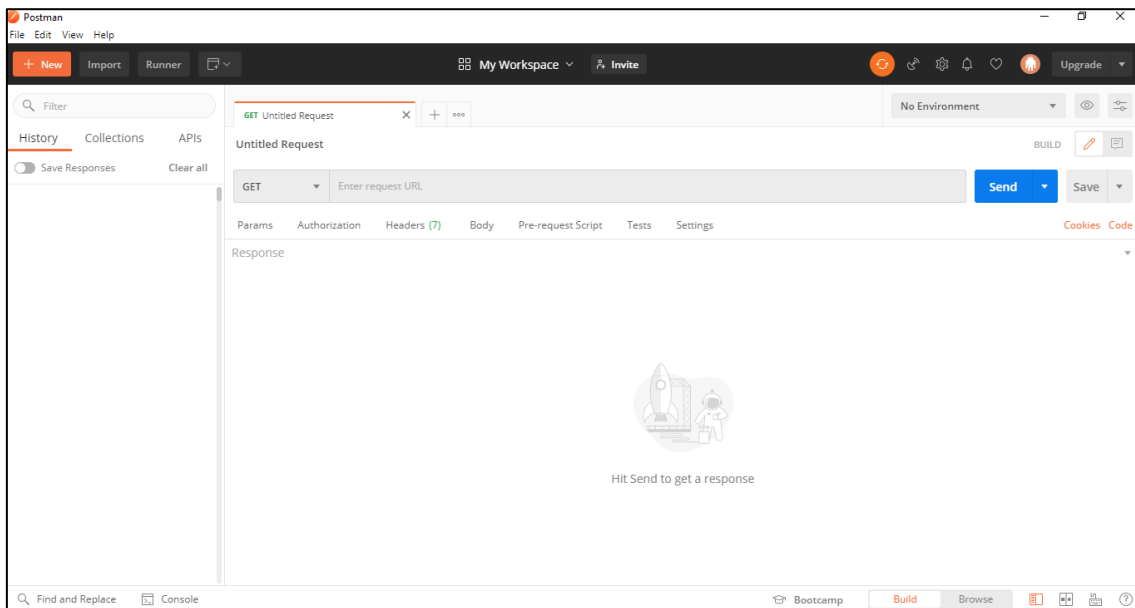 Postman
File Edit View Help
+ New Import Runner My Workspace Invite Upgrade
Filter
GET Untitled Request
No Environment
History Collections APIs
Untitled Request BUILD
Save Responses Clear all
GET Enter request URL Send Save
Params Authorization Headers (7) Body Pre-request Script Tests Settings Cookies Code
Response
Hit Send to get a response
Find and Replace Console Bootcamp Build Browse